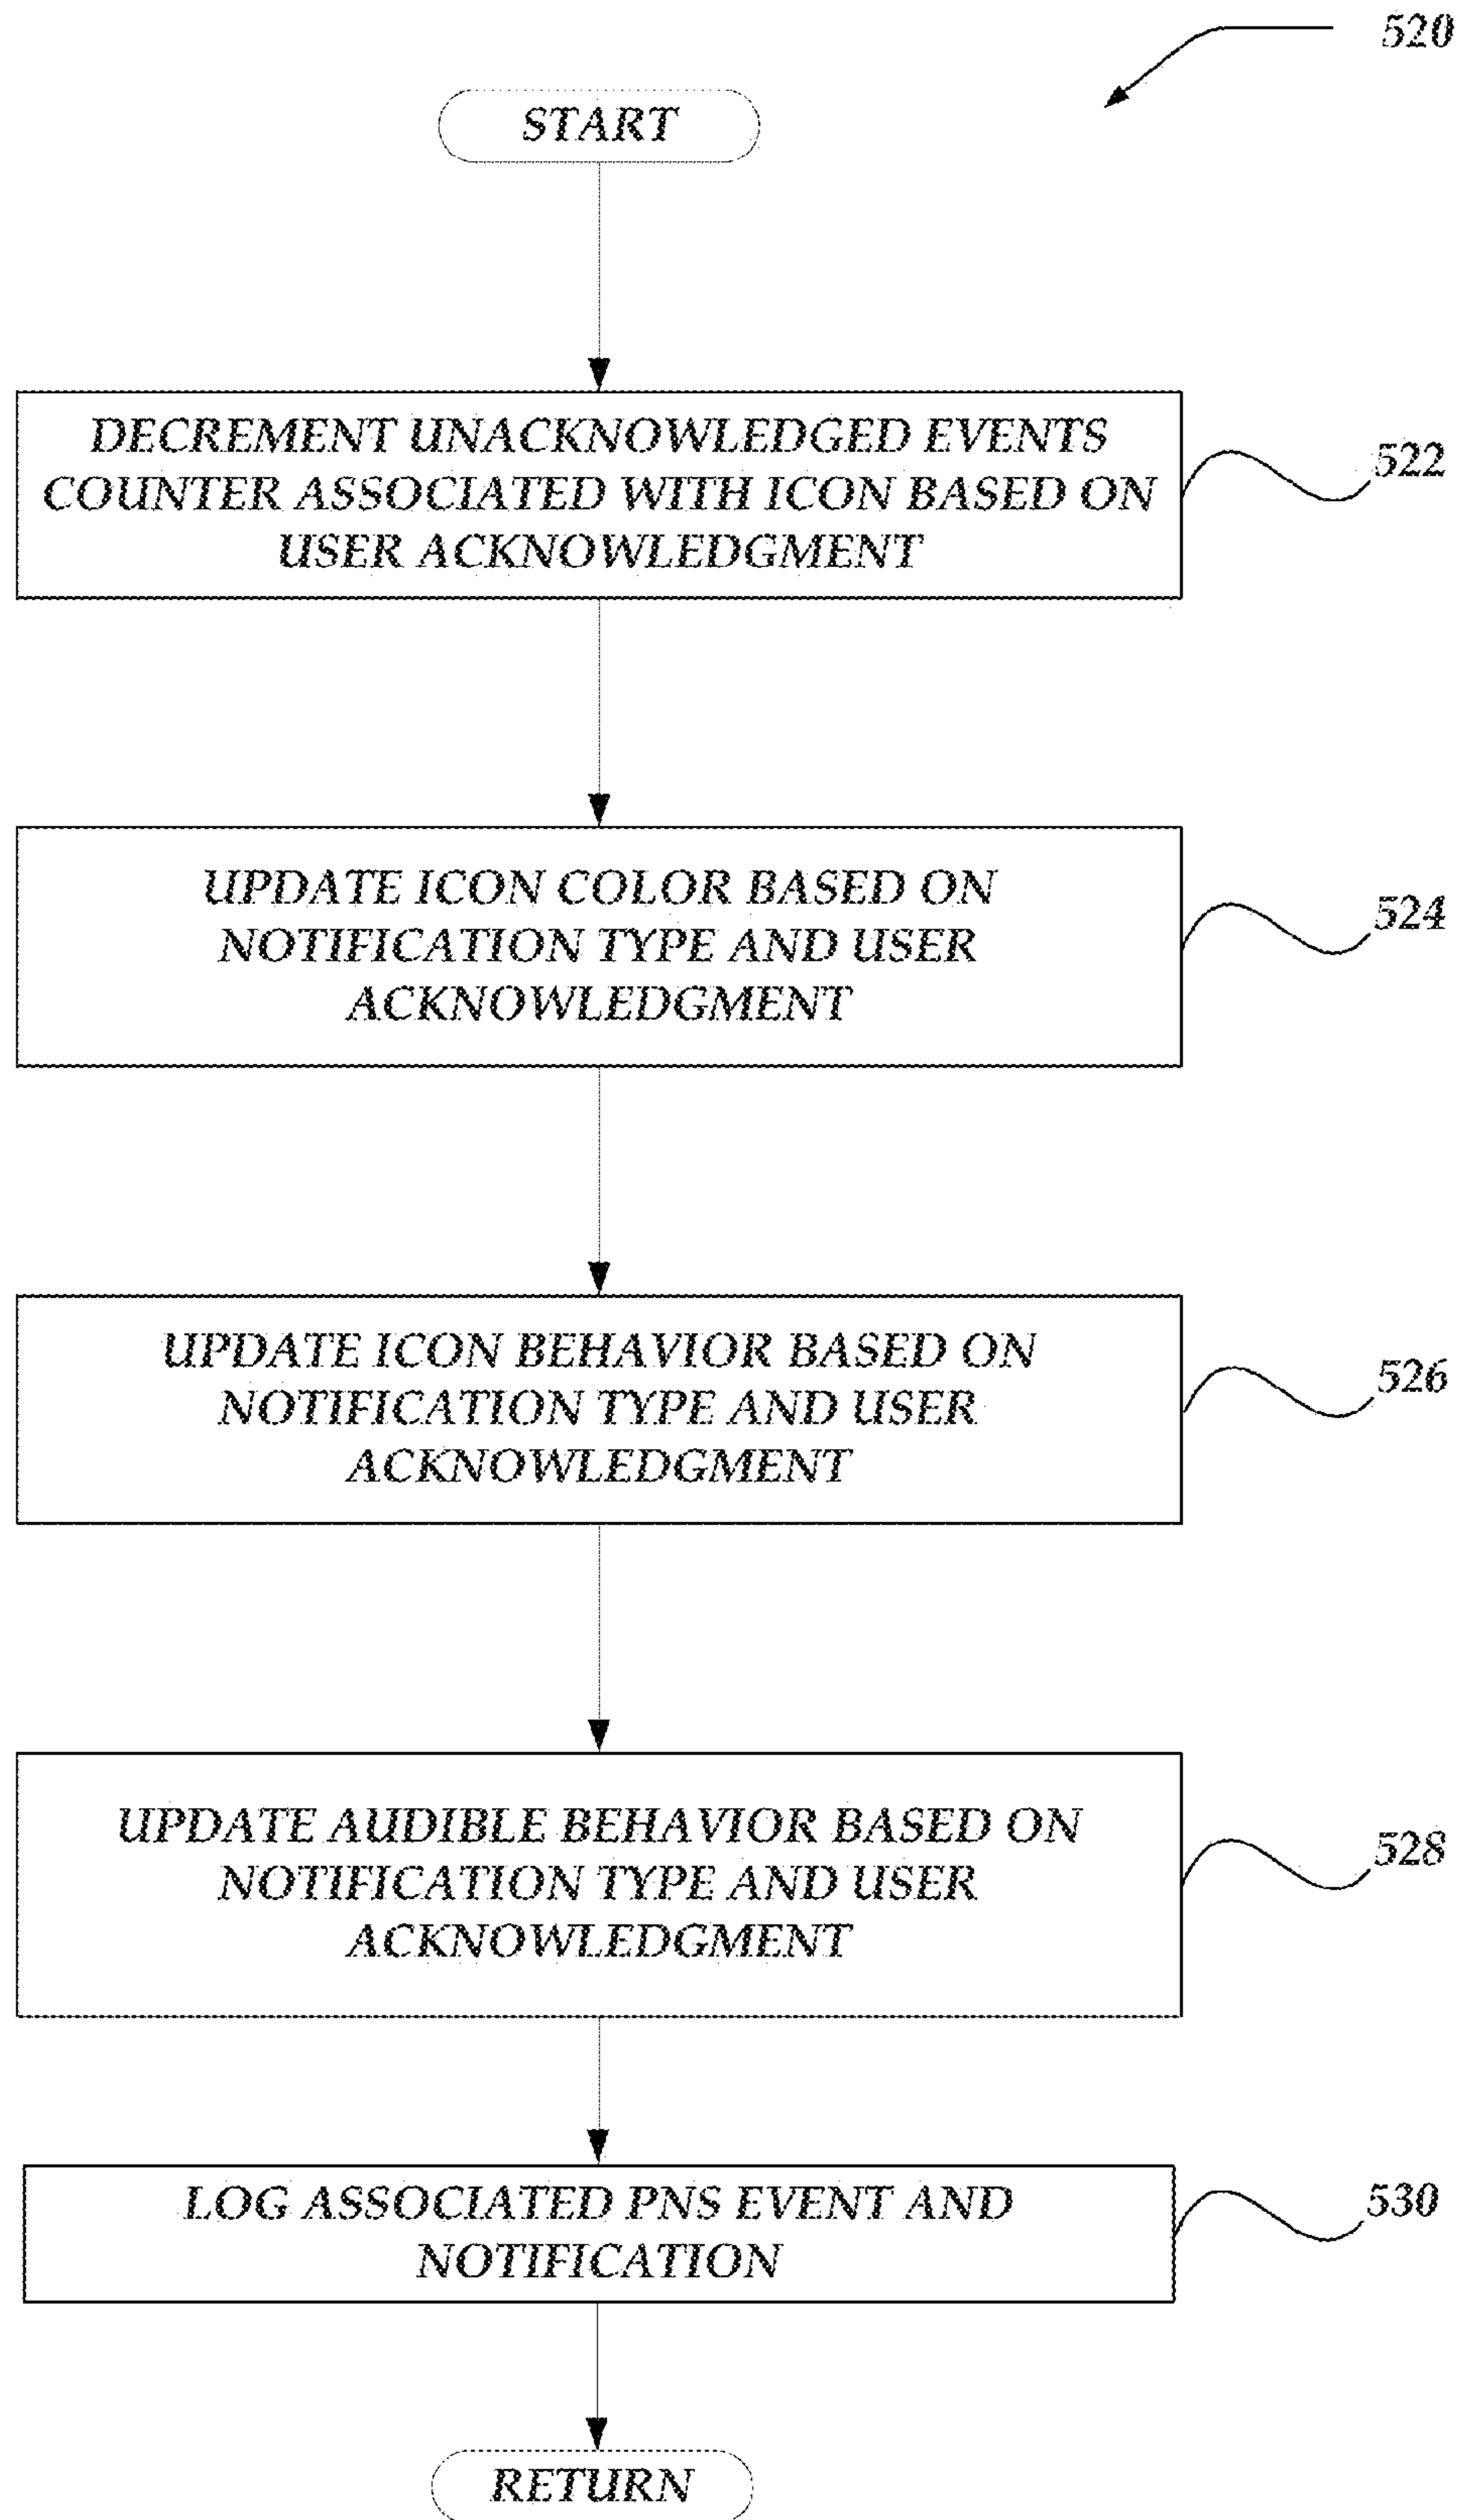 520
START
DECREMENT UNACKNOWLEDGED EVENTS
COUNTER ASSOCIATED WITH ICON BASED ON
USER ACKNOWLEDGMENT
522
UPDATE ICON COLOR BASED ON
NOTIFICATION TYPE AND USER
ACKNOWLEDGMENT
524
UPDATE ICON BEHAVIOR BASED ON
NOTIFICATION TYPE AND USER
ACKNOWLEDGMENT
526
UPDATE AUDIBLE BEHAVIOR BASED ON
NOTIFICATION TYPE AND USER
ACKNOWLEDGMENT
528
LOG ASSOCIATED PNS EVENT AND
NOTIFICATION
530
RETURN